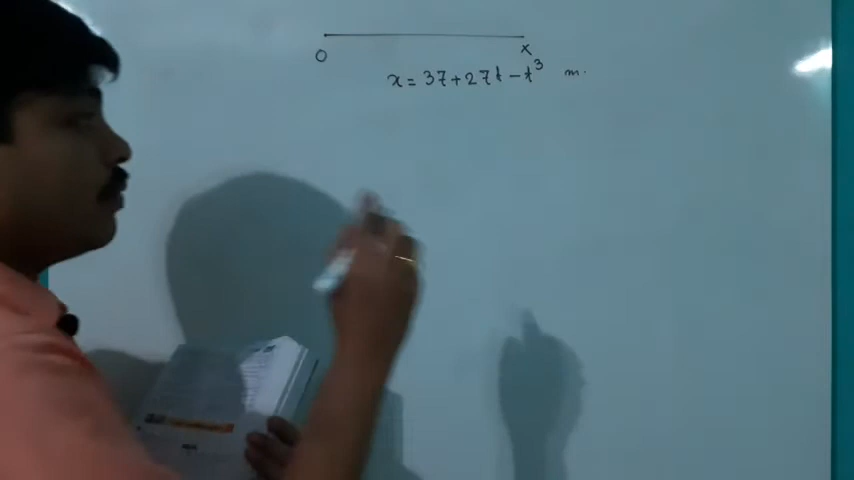 O x
x = 37 + 27t - t³ m.